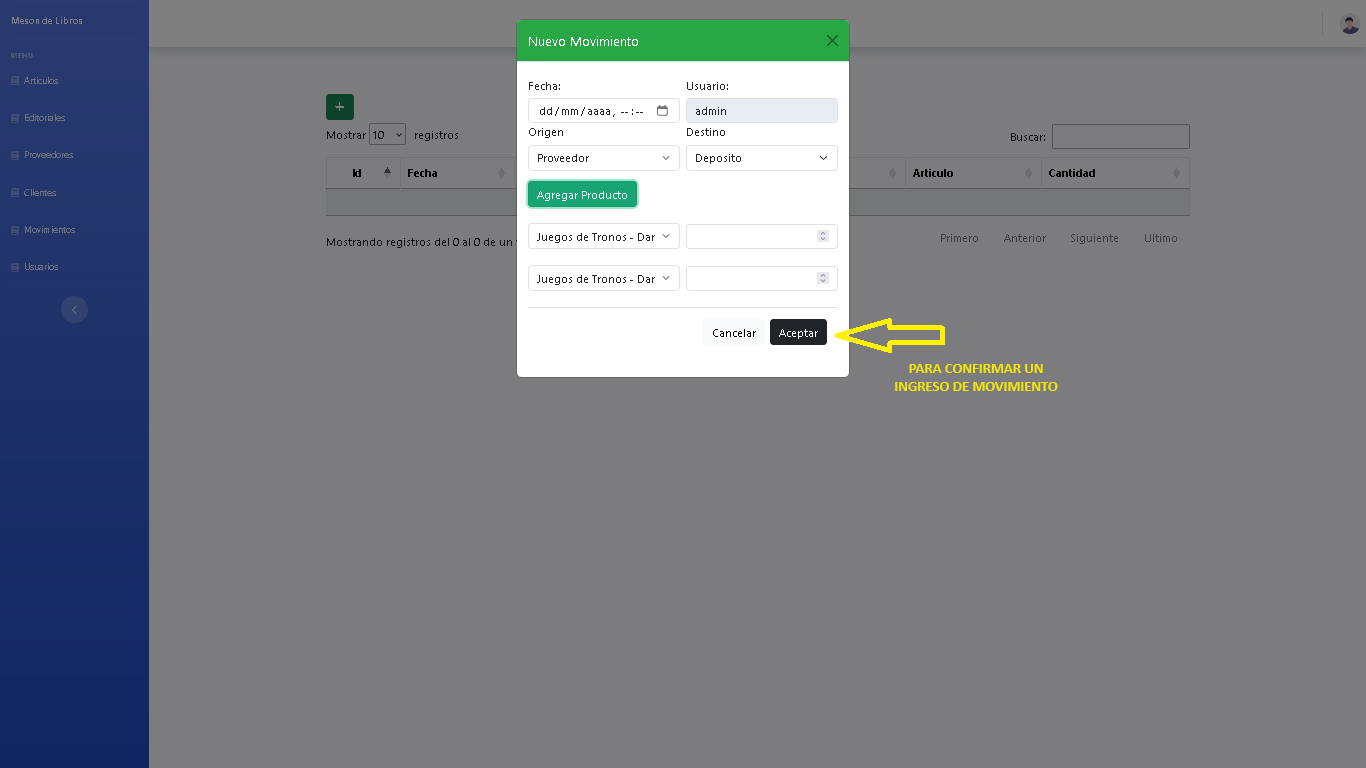 Meson de Libros
MENU
Articulos
Editoriales
Proveedores
Clientes
Movimientos
Usuarios
+
Mostrar 10 registros
Buscar:
Id Fecha Articulo Cantidad
Mostrando registros del 0 al 0 de un
Primero Anterior Siguiente Ultimo
Nuevo Movimiento
Fecha: Usuario:
dd/mm/aaaa, --:-- admin
Origen Destino
Proveedor Deposito
Agregar Producto
Juegos de Tronos - Dar
Juegos de Tronos - Dar
Cancelar Aceptar
PARA CONFIRMAR UN
INGRESO DE MOVIMIENTO